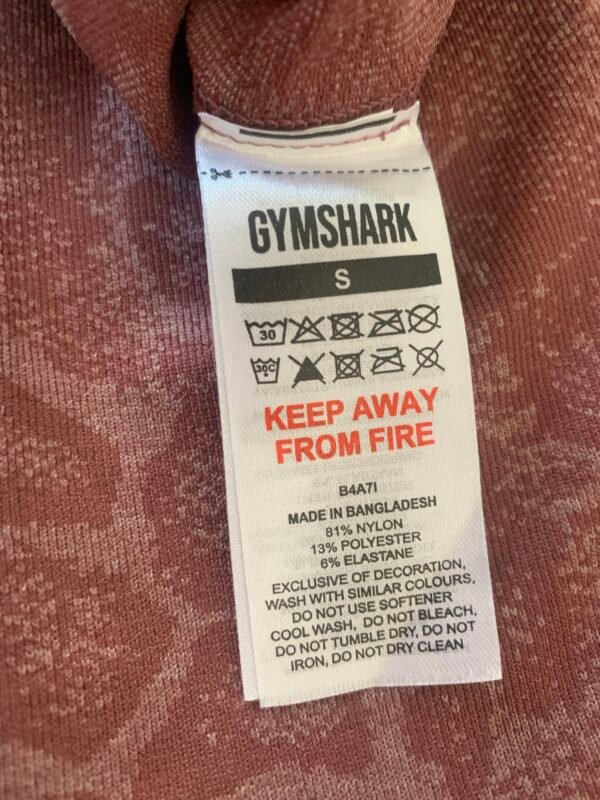 GYMSHARK
S
30
30C
KEEP AWAY
FROM FIRE
B4A7I
MADE IN BANGLADESH
81% NYLON
13% POLYESTER
6% ELASTANE
EXCLUSIVE OF DECORATION,
WASH WITH SIMILAR COLOURS,
DO NOT USE SOFTENER
COOL WASH, DO NOT BLEACH,
DO NOT TUMBLE DRY, DO NOT
IRON, DO NOT DRY CLEAN